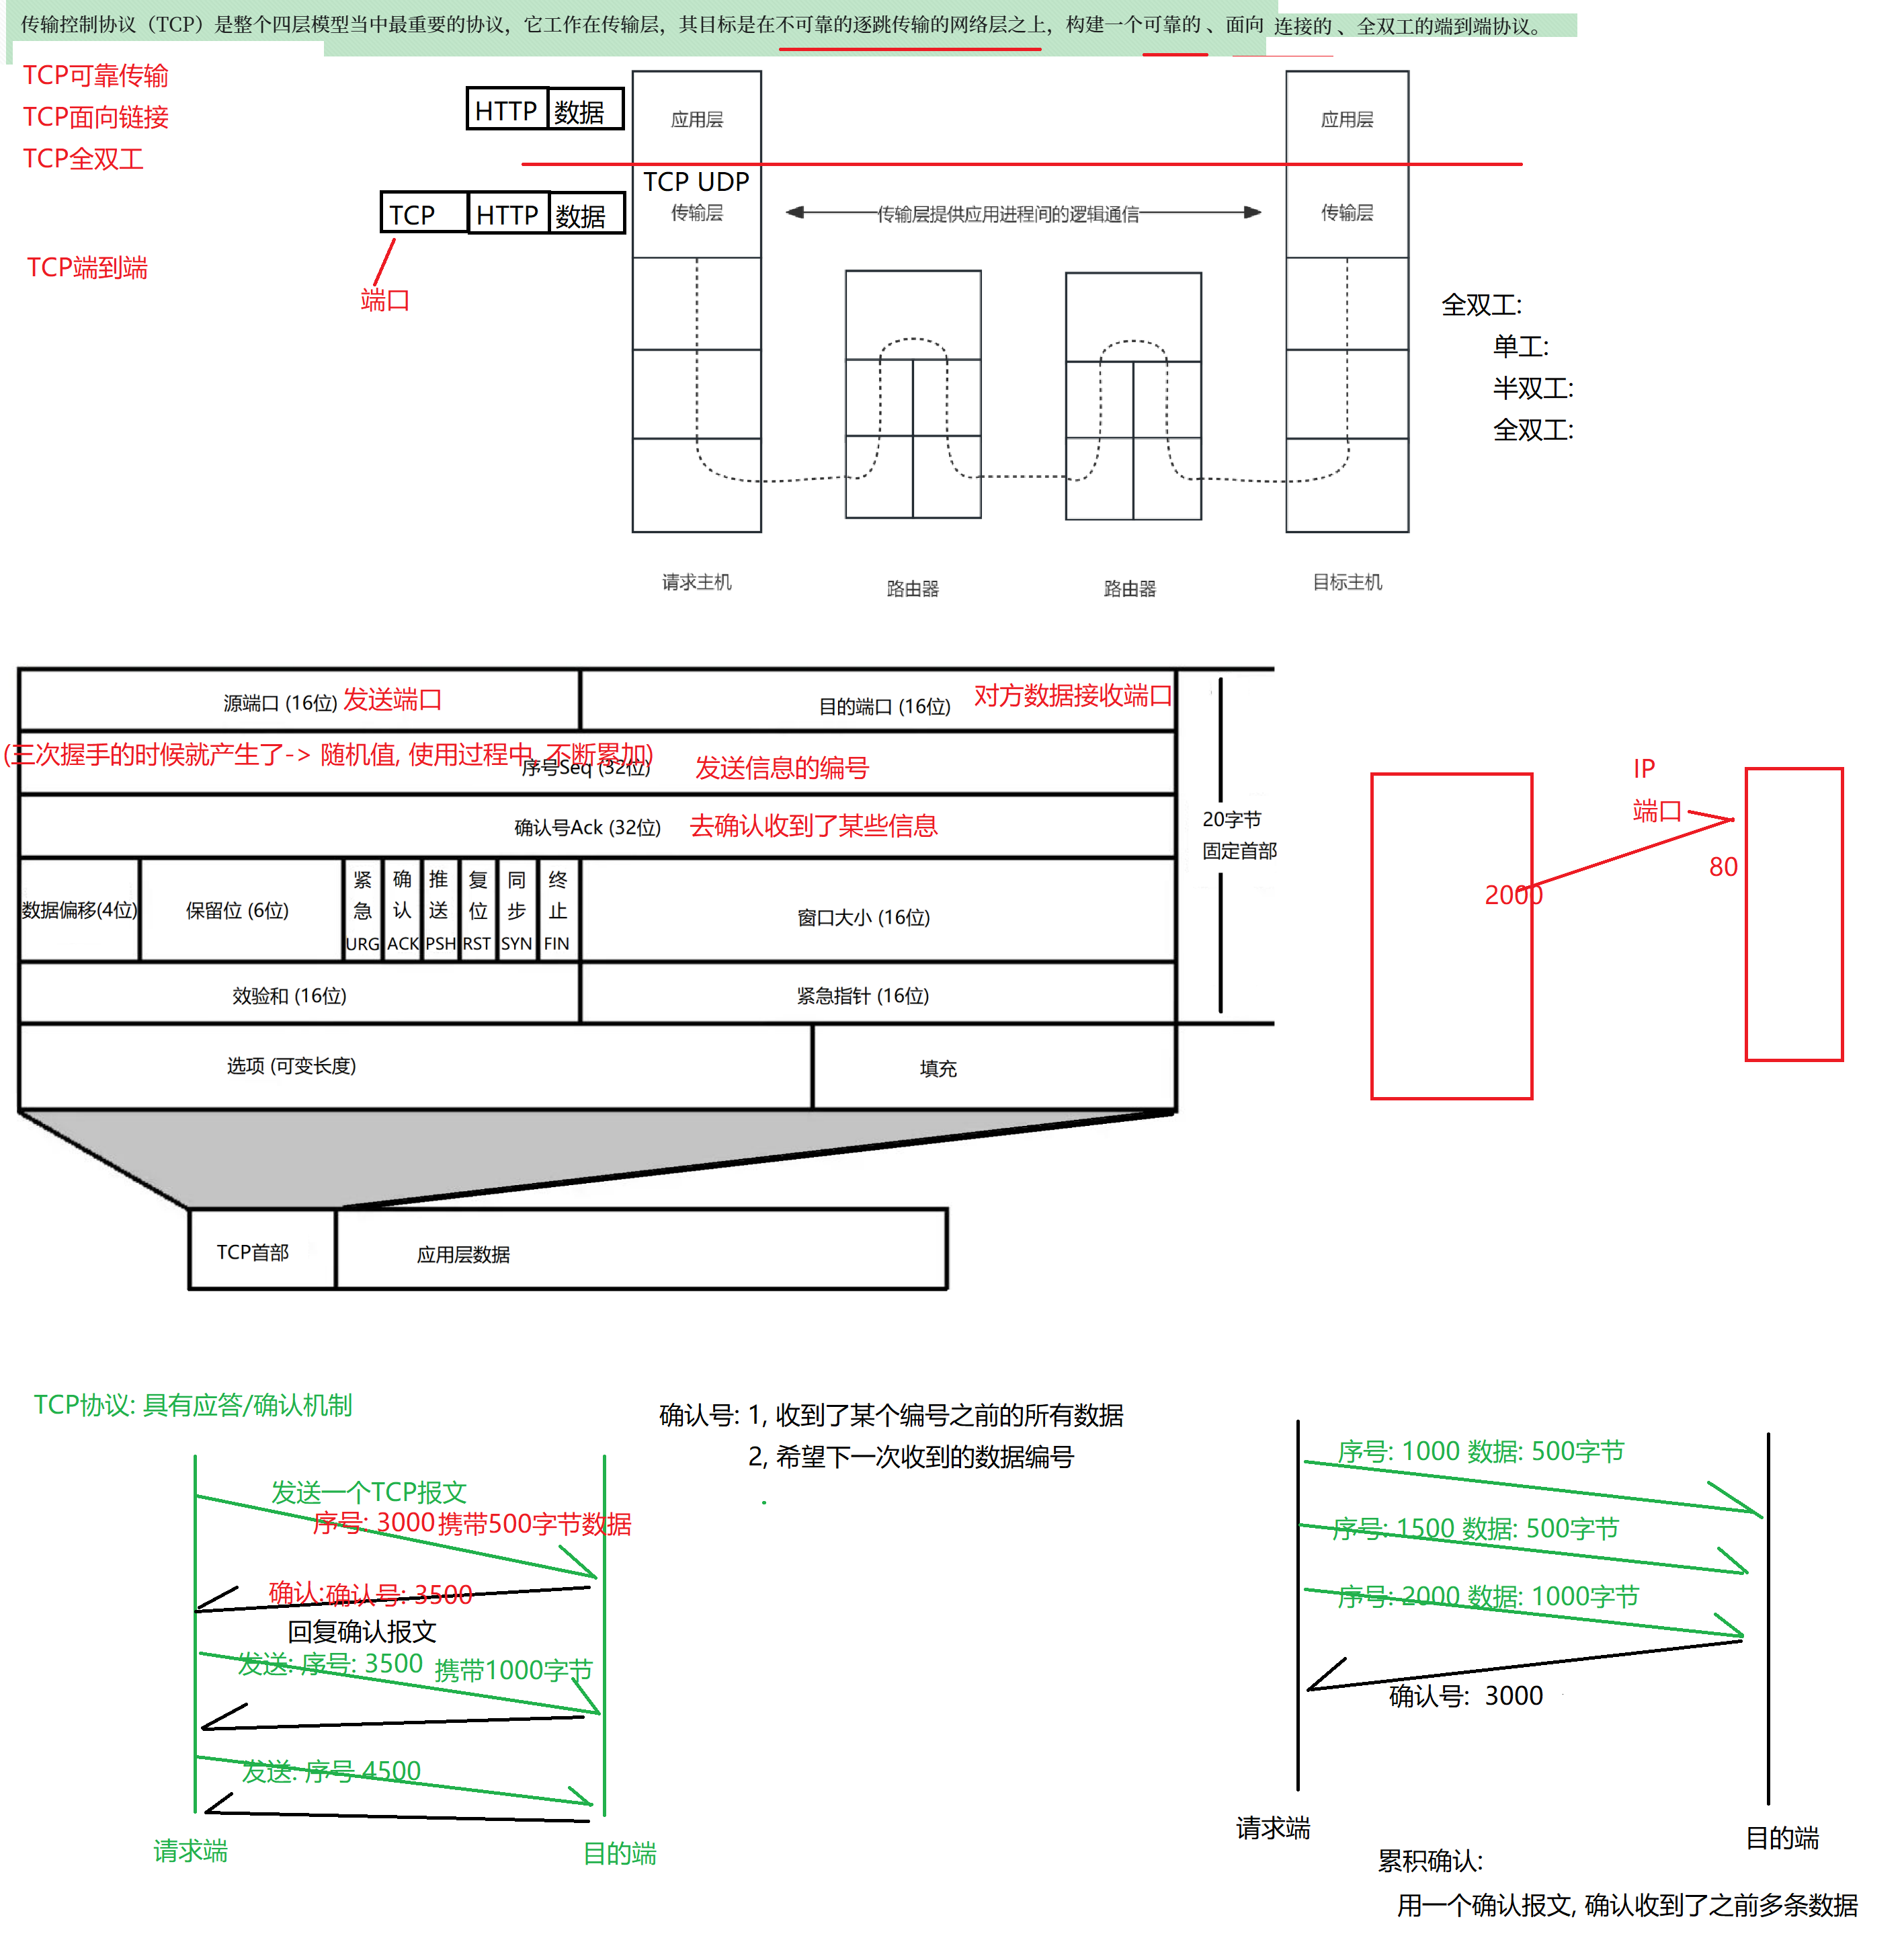 传输控制协议（TCP）是整个四层模型当中最重要的协议，它工作在传输层，其目标是在不可靠的逐跳传输的网络层之上，构建一个可靠的 、面向 连接的 、全双工的端到端协议。
TCP可靠传输
TCP面向链接
TCP全双工
TCP端到端
HTTP 数据
TCP HTTP 数据
端口
应用层
TCP UDP
传输层
传输层提供应用进程间的逻辑通信
应用层
传输层
全双工:
单工:
半双工:
全双工:
请求主机
路由器
路由器
目标主机
源端口 (16位) 发送端口
目的端口 (16位) 对方数据接收端口
(三次握手的时候就产生了-> 随机值, 使用过程中, 不断累加)
序号Seq (32位) 发送信息的编号
确认号Ack (32位) 去确认收到了某些信息
20字节
固定首部
数据偏移(4位)
保留位 (6位)
紧急URG
确认ACK
推送PSH
复位RST
同步SYN
终止FIN
窗口大小 (16位)
效验和 (16位)
紧急指针 (16位)
选项 (可变长度)
填充
TCP首部
应用层数据
IP
端口
80
2000
TCP协议: 具有应答/确认机制
发送一个TCP报文
序号: 3000携带500字节数据
确认:确认号: 3500
回复确认报文
发送: 序号: 3500 携带1000字节
发送: 序号 4500
请求端
目的端
确认号: 1, 收到了某个编号之前的所有数据
2, 希望下一次收到的数据编号
序号: 1000 数据: 500字节
序号: 1500 数据: 500字节
序号: 2000 数据: 1000字节
确认号: 3000
请求端
目的端
累积确认:
用一个确认报文, 确认收到了之前多条数据